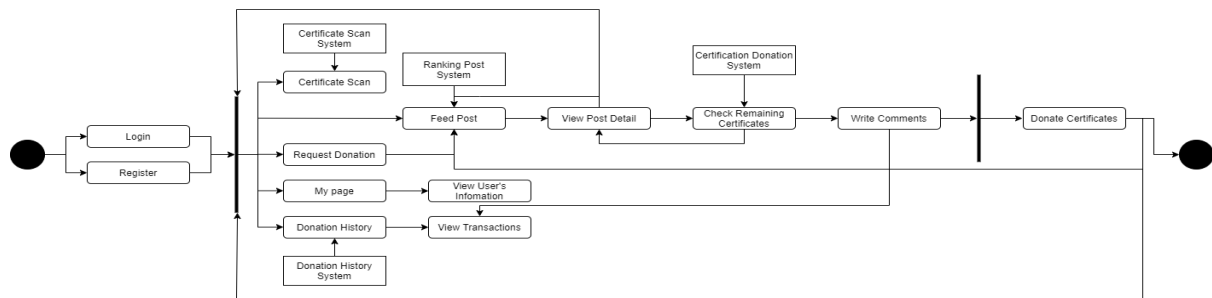 Certificate Scan
System
Ranking Post
System
Certification Donation
System
Certificate Scan
Feed Post
View Post Detail
Check Remaining
Certificates
Write Comments
Donate Certificates
Login
Register
Request Donation
My page
View User's
Infomation
Donation History
View Transactions
Donation History
System